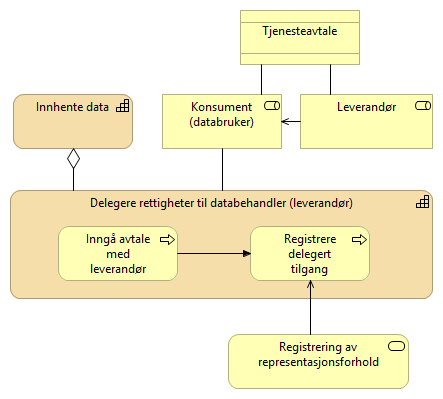 Tjenesteavtale
Innhente data
Konsument
(databruker)
Leverandør
Delegere rettigheter til databehandler (leverandør)
Inngå avtale
med
leverandør
Registrere
delegert
tilgang
Registrering av
representasjonsforhold